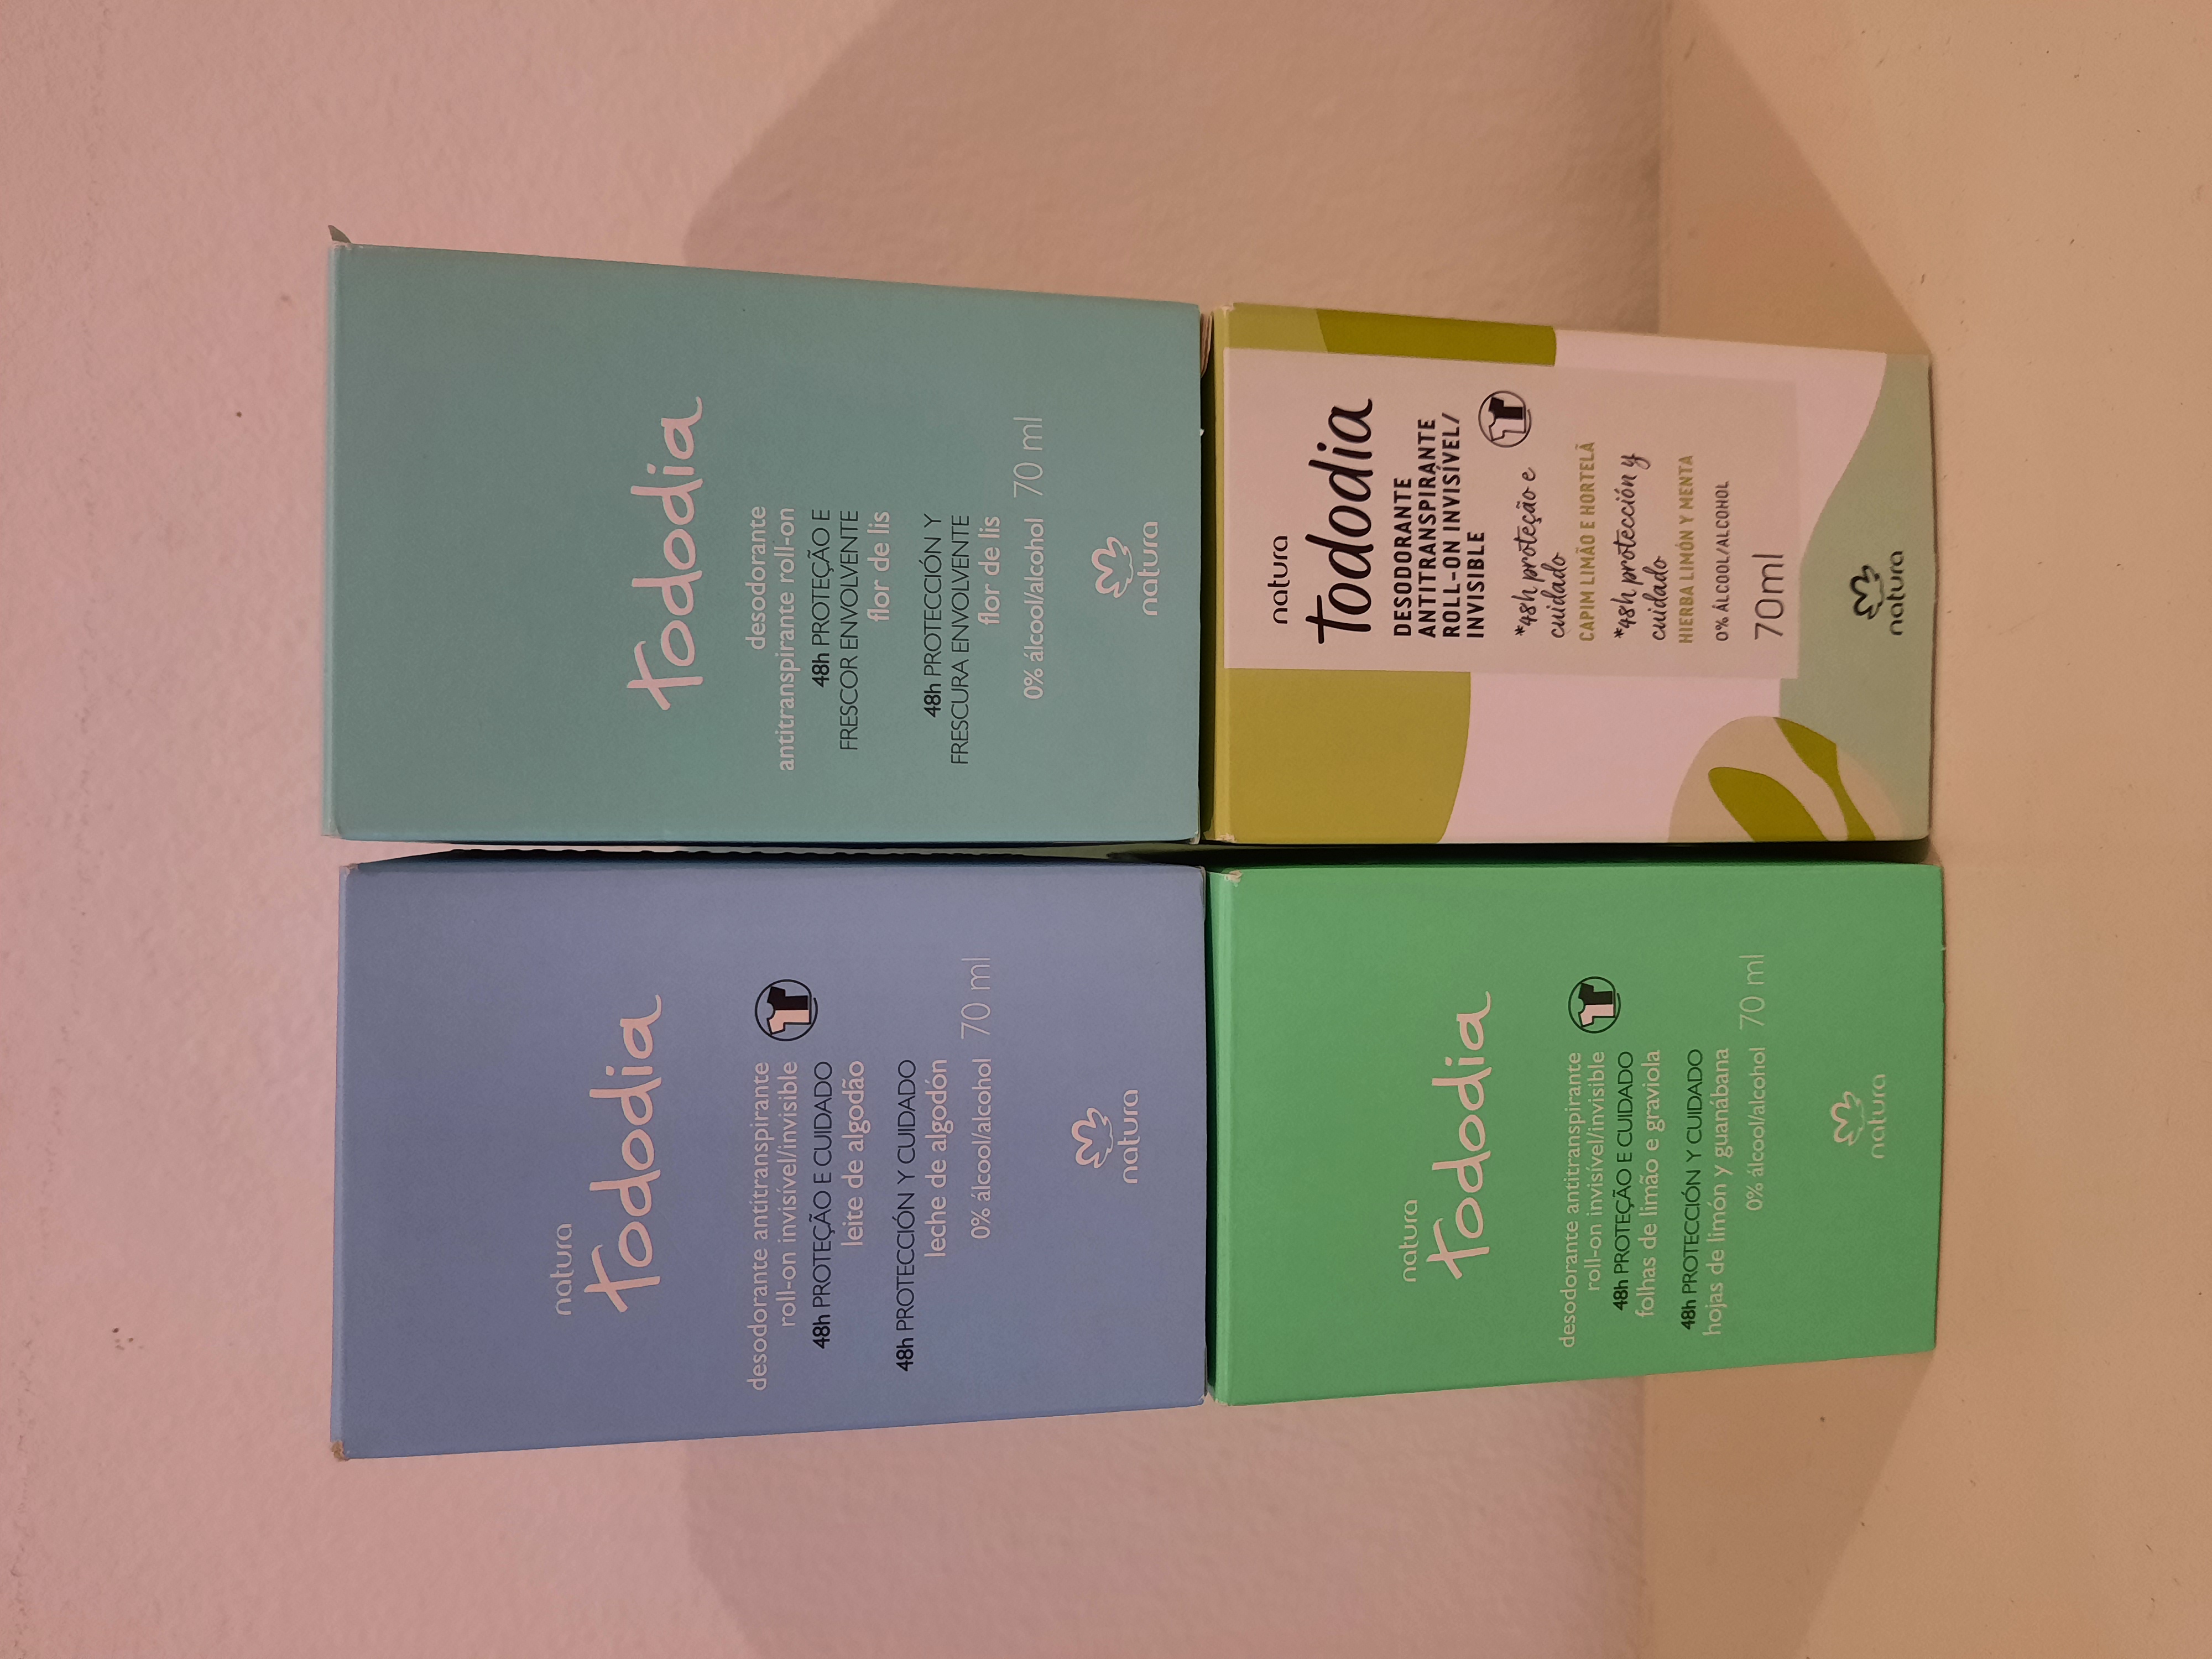 natura
tododia
desodorante antitranspirante
roll-on invisível/invisible
48h PROTEÇÃO E CUIDADO
leite de algodão
48h PROTECCIÓN Y CUIDADO
leche de algodón
0% álcool/alcohol 70 ml
natura
tododia
desodorante
antitranspirante roll-on
48h PROTEÇÃO E
FRESCOR ENVOLVENTE
flor de lis
48h PROTECCIÓN Y
FRESCURA ENVOLVENTE
flor de lis
0% álcool/alcohol 70 ml
natura
natura
tododia
desodorante antitranspirante
roll-on invisível/invisible
48h PROTEÇÃO E CUIDADO
folhas de limão e graviola
48h PROTECCIÓN Y CUIDADO
hojas de limón y guanábana
0% álcool/alcohol 70 ml
natura
natura
tododia
DESODORANTE
ANTITRANSPIRANTE
ROLL-ON INVISÍVEL/
INVISIBLE
*48h proteção e
cuidado
CAPIM LIMÃO E HORTELÃ
*48h protección y
cuidado
HIERBA LIMÓN Y MENTA
0% ÁLCOOL/ALCOHOL
70ml
natura